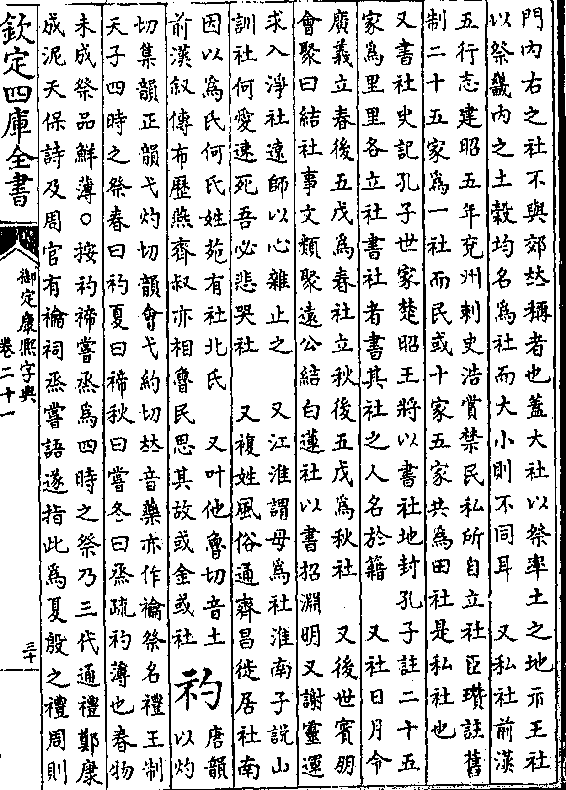 門內右之社不與郊𠀤稱者也蓋大社以祭率土之地示王社
以祭畿內之土穀均名爲社而大小則不同耳　又私社前漢
五行志建昭五年兗州刺史浩賞禁民私所自立社臣瓚註舊
制二十五家爲一社而民或十家五家共爲田社是私社也
又書社史記孔子世家楚昭王將以書社地封孔子註二十五
家爲里里各立社書社者書其社之人名於籍　又社日月令
廣義立春後五戊爲春社立秋後五戊爲秋社　又後世賓朋
會聚曰結社事文類聚遠公結白蓮社以書招淵明又謝靈運
求入淨社遠師以心雜止之　又江淮謂母爲社淮南子說山
訓社何愛速死吾必悲哭社　又複姓風俗通齊昌徙居社南
因以爲氏何氏姓苑有社北氏　又叶他魯切音土
前漢叙傳布歷燕齊叔亦相魯民思其故或金或社
礿
唐韻
以灼
切集韻正韻弋灼切韻會弋約切𠀤音藥亦作禴祭名禮王制
天子四時之祭春曰礿夏曰禘秋曰嘗冬曰烝疏礿薄也春物
未成祭品鮮薄○按礿禘嘗烝爲四時之祭乃三代通禮鄭康
成泥天保詩及周官有禴祠烝嘗語遂指此爲夏殷之禮周則
欽定四庫全書
御定康熙字典
卷二十一
三十